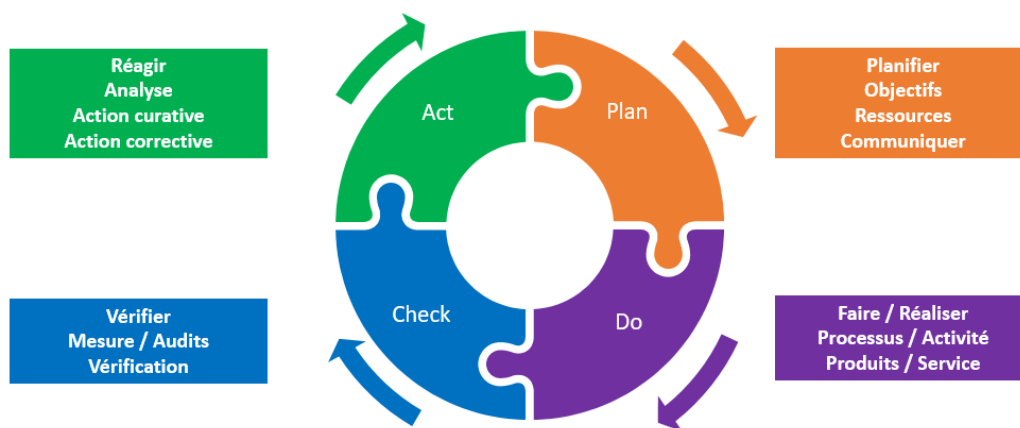 Réagir
Analyse
Action curative
Action corrective
Act
Plan
Planifier
Objectifs
Ressources
Communiquer
Vérifier
Mesure / Audits
Vérification
Check
Do
Faire / Réaliser
Processus / Activité
Produits / Service